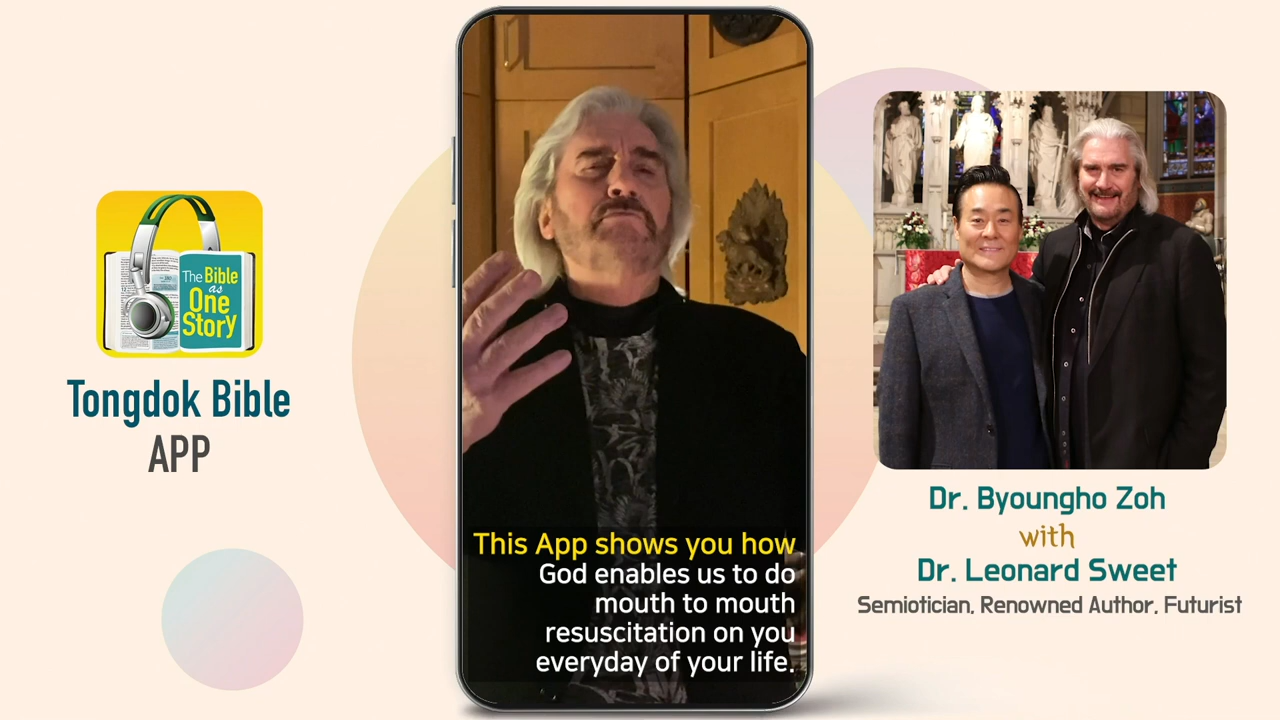 The Bible
as
One
Story
Tongdok Bible
APP
This App shows you how
God enables us to do
mouth to mouth
resuscitation on you
everyday of your life.
Dr. Byoungho Zoh
with
Dr. Leonard Sweet
Semiotician, Renowned Author, Futurist